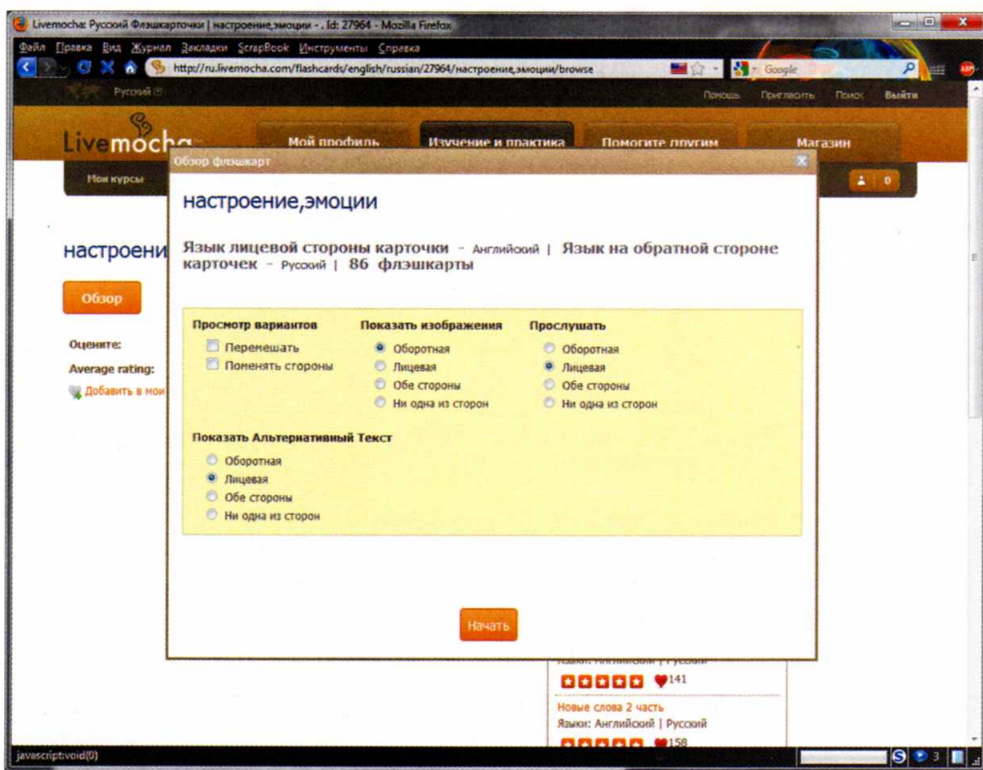 Livemocha: Русский Флэшкарточки | настроение,эмоции - . Id: 27964 - Mozilla Firefox
Файл Правка Вид Журнал Закладки ScrapBook Инструменты Справка
http://ru.livemocha.com/flashcards/english/russian/27964/настроение,эмоции/browse
Google
Русский
Помощь Пригласить Поиск Выйти
Livemocha
Мой профиль Изучение и практика Помогите другим Магазин
Мои курсы
0
Обзор флэшкарт
настроение,эмоции
Язык лицевой стороны карточки - Английский | Язык на обратной стороне
карточек - Русский | 86 флэшкарты
настроени
Обзор
Оцените:
Average rating:
Добавить в мои
Просмотр вариантов
Перемешать
Поменять стороны
Показать изображения
Оборотная
Лицевая
Обе стороны
Ни одна из сторон
Прослушать
Оборотная
Лицевая
Обе стороны
Ни одна из сторон
Показать Альтернативный Текст
Оборотная
Лицевая
Обе стороны
Ни одна из сторон
Начать
Языки: Английский | Русский
141
Новые слова 2 часть
Языки: Английский | Русский
158
javascript:void(0)
3